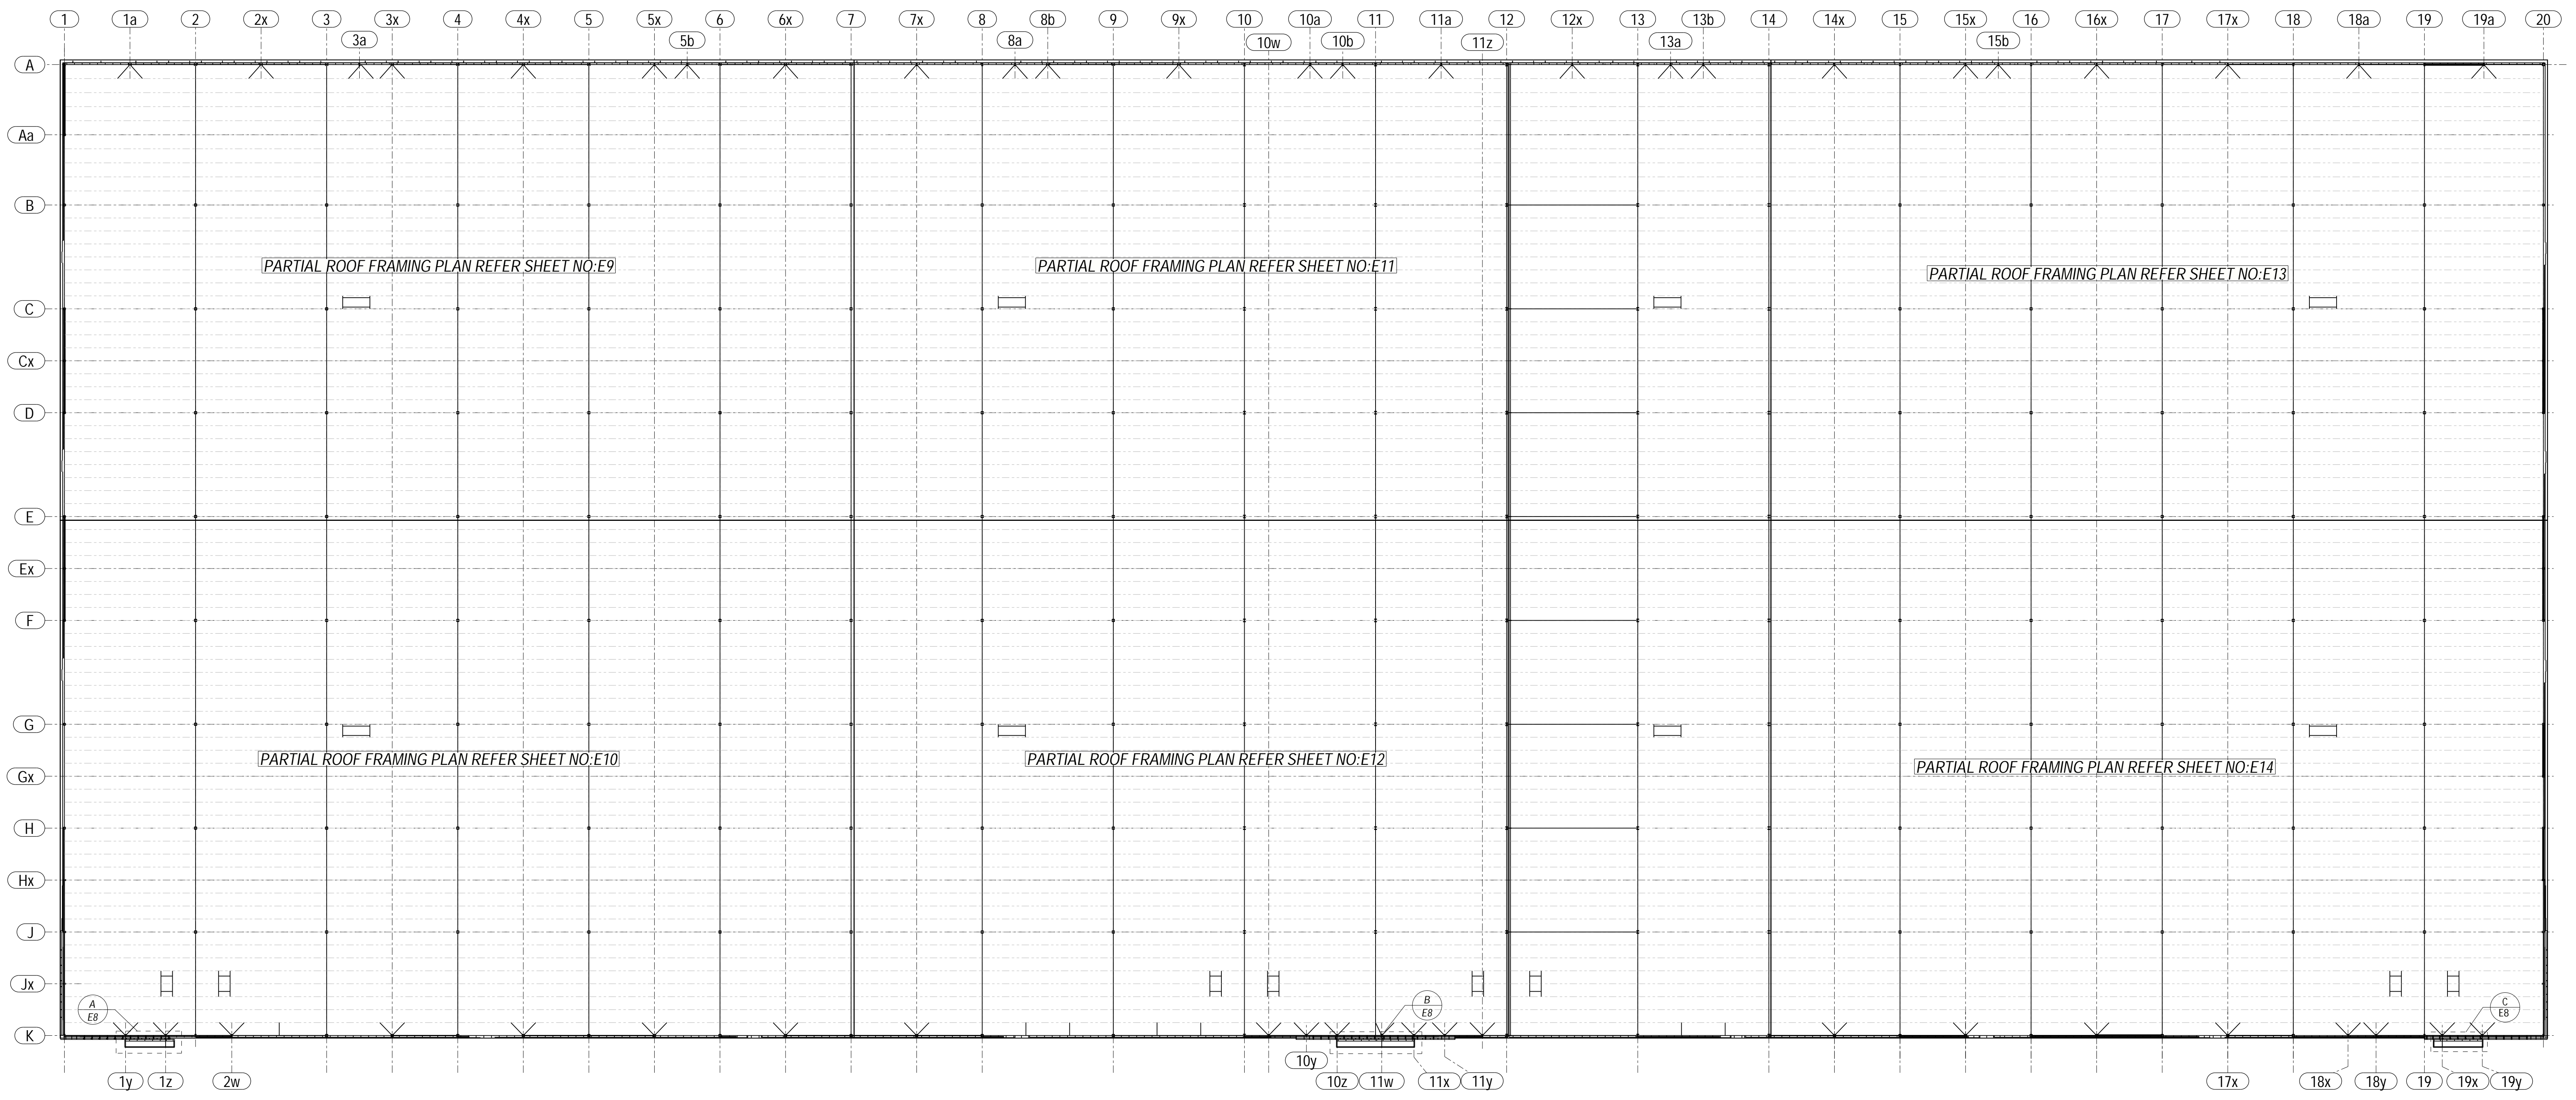 1 1a 2 2x 3 3x 4 4x 5 5x 6 6x 7 7x 8 8b 9 9x 10 10a 11 11a 12 12x 13 13b 14 14x 15 15x 16 16x 17 17x 18 18a 19 19a 20
3a 5b 8a 10w 10b 11z 13a 15b
A
Aa
B
PARTIAL ROOF FRAMING PLAN REFER SHEET NO:E9
PARTIAL ROOF FRAMING PLAN REFER SHEET NO:E11
PARTIAL ROOF FRAMING PLAN REFER SHEET NO:E13
C
Cx
D
E
Ex
F
G
PARTIAL ROOF FRAMING PLAN REFER SHEET NO:E10
PARTIAL ROOF FRAMING PLAN REFER SHEET NO:E12
PARTIAL ROOF FRAMING PLAN REFER SHEET NO:E14
Gx
H
Hx
J
Jx
A
E8
B
E8
C
E8
K
10y
1y 1z 2w 10z 11w 11x 11y 17x 18x 18y 19 19x 19y